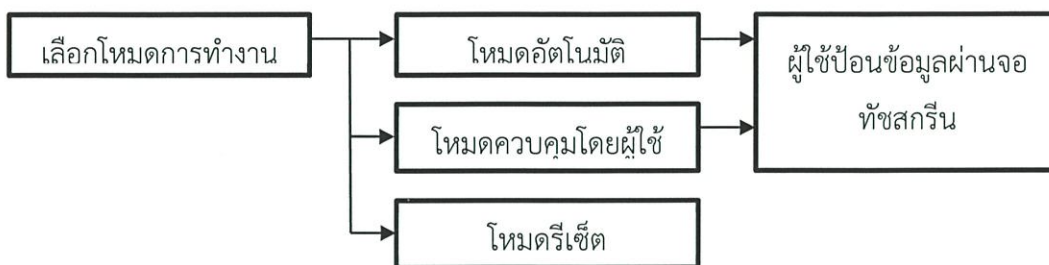 เลือกโหมดการทำงาน
โหมดอัตโนมัติ
ผู้ใช้ป้อนข้อมูลผ่านจอ
ทัชสกรีน
โหมดควบคุมโดยผู้ใช้
โหมดรีเซ็ต